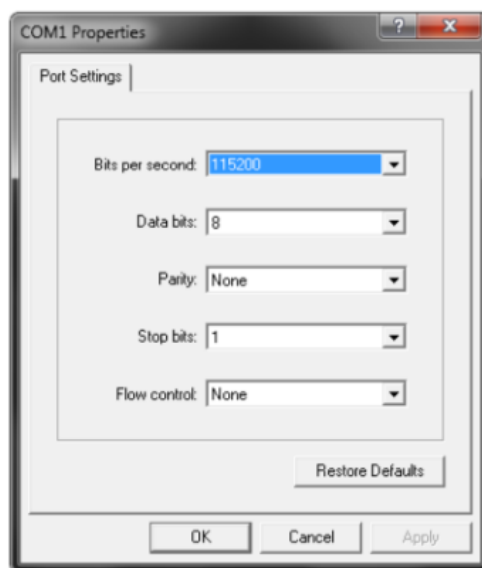 COM1 Properties
Port Settings
Bits per second: 115200
Data bits: 8
Parity: None
Stop bits: 1
Flow control: None
Restore Defaults
OK Cancel Apply